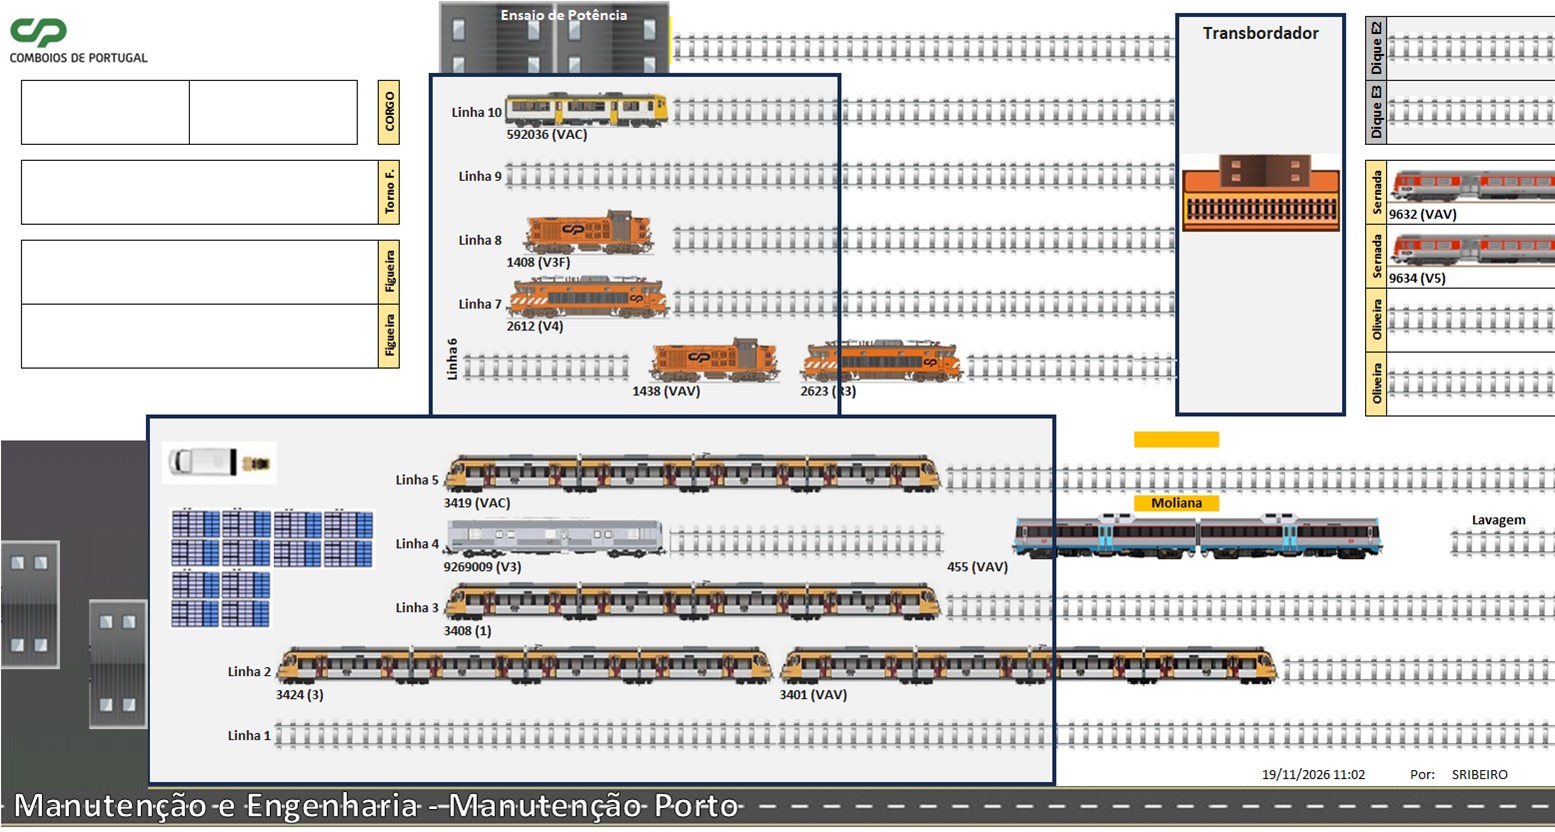 Ensaio de Potência
Transbordador
Dique E2
Dique E3
CP
COMBOIOS DE PORTUGAL
CORGO
Torno F.
Figueira
Figueira
Linha 10
592036 (VAC)
Linha 9
Linha 8
1408 (V3F)
Linha 7
2612 (V4)
Linha 6
1438 (VAV)
2623 (R3)
Sernada
9632 (VAV)
Sernada
9634 (V5)
Oliveira
Oliveira
Linha 5
3419 (VAC)
Moliana
Lavagem
Linha 4
9269009 (V3)
455 (VAV)
Linha 3
3408 (1)
Linha 2
3424 (3)
3401 (VAV)
Linha 1
19/11/2026 11:02 Por: SRIBEIRO
Manutenção e Engenharia - Manutenção Porto